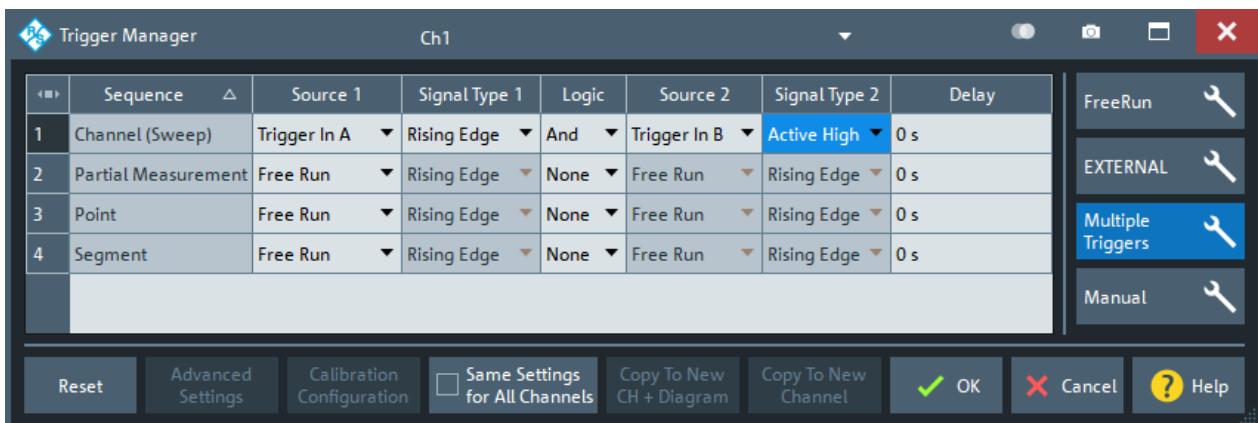 Trigger Manager Ch1
Sequence Source 1 Signal Type 1 Logic Source 2 Signal Type 2 Delay
1 Channel (Sweep) Trigger In A Rising Edge And Trigger In B Active High 0 s
2 Partial Measurement Free Run Rising Edge None Free Run Rising Edge 0 s
3 Point Free Run Rising Edge None Free Run Rising Edge 0 s
4 Segment Free Run Rising Edge None Free Run Rising Edge 0 s
FreeRun
EXTERNAL
Multiple
Triggers
Manual
Reset
Advanced
Settings
Calibration
Configuration
Same Settings
for All Channels
Copy To New
CH + Diagram
Copy To New
Channel
OK
Cancel
? Help